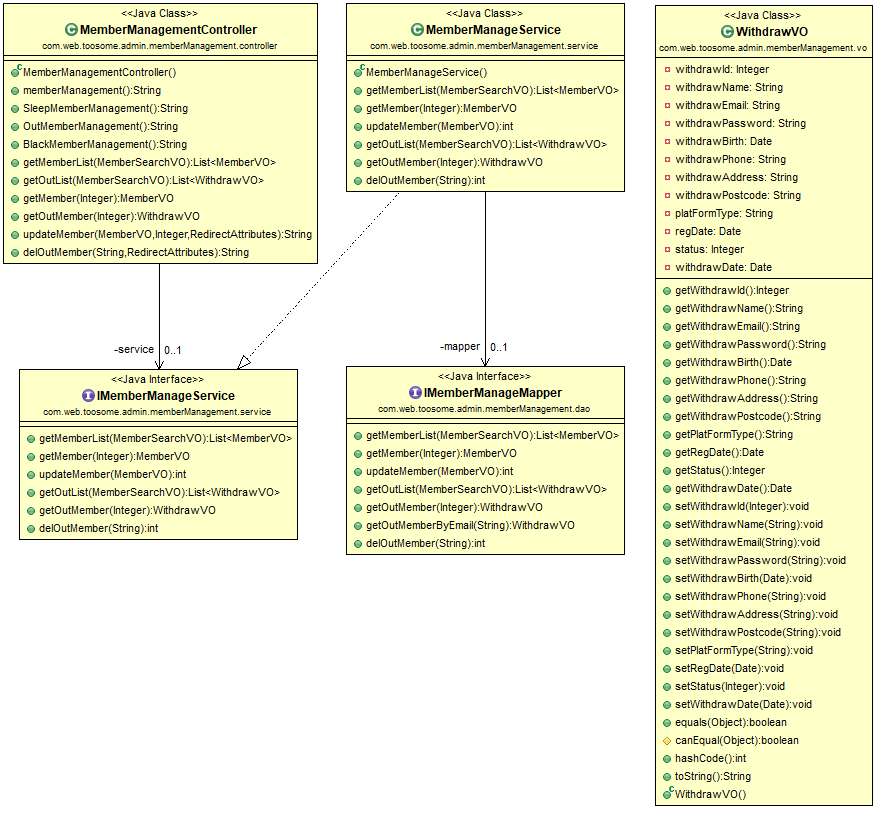 <<Java Class>>
MemberManagementController
com.web.toosome.admin.memberManagement.controller
MemberManagementController()
memberManagement():String
SleepMemberManagement():String
OutMemberManagement():String
BlackMemberManagement():String
getMemberList(MemberSearchVO):List<MemberVO>
getOutList(MemberSearchVO):List<WithdrawVO>
getMember(Integer):MemberVO
getOutMember(Integer):WithdrawVO
updateMember(MemberVO,Integer,RedirectAttributes):String
delOutMember(String,RedirectAttributes):String
<<Java Class>>
MemberManageService
com.web.toosome.admin.memberManagement.service
MemberManageService()
getMemberList(MemberSearchVO):List<MemberVO>
getMember(Integer):MemberVO
updateMember(MemberVO):int
getOutList(MemberSearchVO):List<WithdrawVO>
getOutMember(Integer):WithdrawVO
delOutMember(String):int
-service 0..1
-mapper 0..1
<<Java Interface>>
IMemberManageService
com.web.toosome.admin.memberManagement.service
getMemberList(MemberSearchVO):List<MemberVO>
getMember(Integer):MemberVO
updateMember(MemberVO):int
getOutList(MemberSearchVO):List<WithdrawVO>
getOutMember(Integer):WithdrawVO
delOutMember(String):int
<<Java Interface>>
IMemberManageMapper
com.web.toosome.admin.memberManagement.dao
getMemberList(MemberSearchVO):List<MemberVO>
getMember(Integer):MemberVO
updateMember(MemberVO):int
getOutList(MemberSearchVO):List<WithdrawVO>
getOutMember(Integer):WithdrawVO
getOutMemberByEmail(String):WithdrawVO
delOutMember(String):int
<<Java Class>>
WithdrawVO
com.web.toosome.admin.memberManagement.vo
withdrawId: Integer
withdrawName: String
withdrawEmail: String
withdrawPassword: String
withdrawBirth: Date
withdrawPhone: String
withdrawAddress: String
withdrawPostcode: String
platFormType: String
regDate: Date
status: Integer
withdrawDate: Date
getWithdrawId():Integer
getWithdrawName():String
getWithdrawEmail():String
getWithdrawPassword():String
getWithdrawBirth():Date
getWithdrawPhone():String
getWithdrawAddress():String
getWithdrawPostcode():String
getPlatFormType():String
getRegDate():Date
getStatus():Integer
getWithdrawDate():Date
setWithdrawId(Integer):void
setWithdrawName(String):void
setWithdrawEmail(String):void
setWithdrawPassword(String):void
setWithdrawBirth(Date):void
setWithdrawPhone(String):void
setWithdrawAddress(String):void
setWithdrawPostcode(String):void
setPlatFormType(String):void
setRegDate(Date):void
setStatus(Integer):void
setWithdrawDate(Date):void
equals(Object):boolean
canEqual(Object):boolean
hashCode():int
toString():String
WithdrawVO()